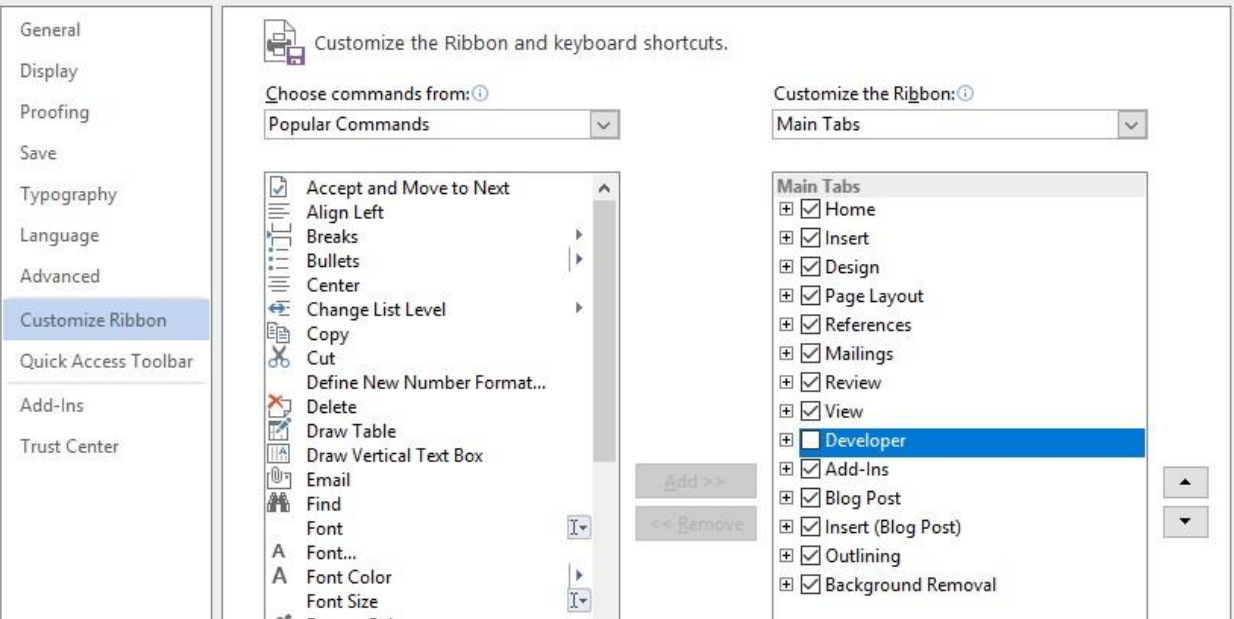 General
Display
Proofing
Save
Typography
Language
Advanced
Customize Ribbon
Quick Access Toolbar
Add-Ins
Trust Center
Customize the Ribbon and keyboard shortcuts.
Choose commands from:
Popular Commands
Accept and Move to Next
Align Left
Breaks
Bullets
Center
Change List Level
Copy
Cut
Define New Number Format...
Delete
Draw Table
Draw Vertical Text Box
Email
Find
Font
Font...
Font Color
Font Size
Add >>
<< Remove
Customize the Ribbon:
Main Tabs
Main Tabs
Home
Insert
Design
Page Layout
References
Mailings
Review
View
Developer
Add-Ins
Blog Post
Insert (Blog Post)
Outlining
Background Removal